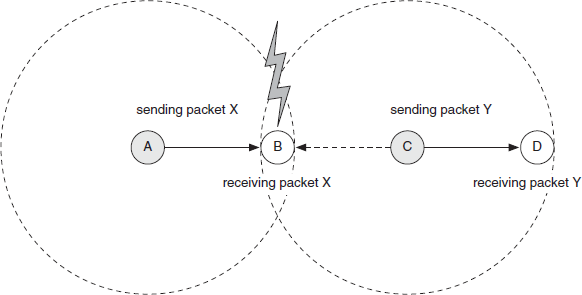 sending packet X
sending packet Y
A
B
C
D
receiving packet X
receiving packet Y